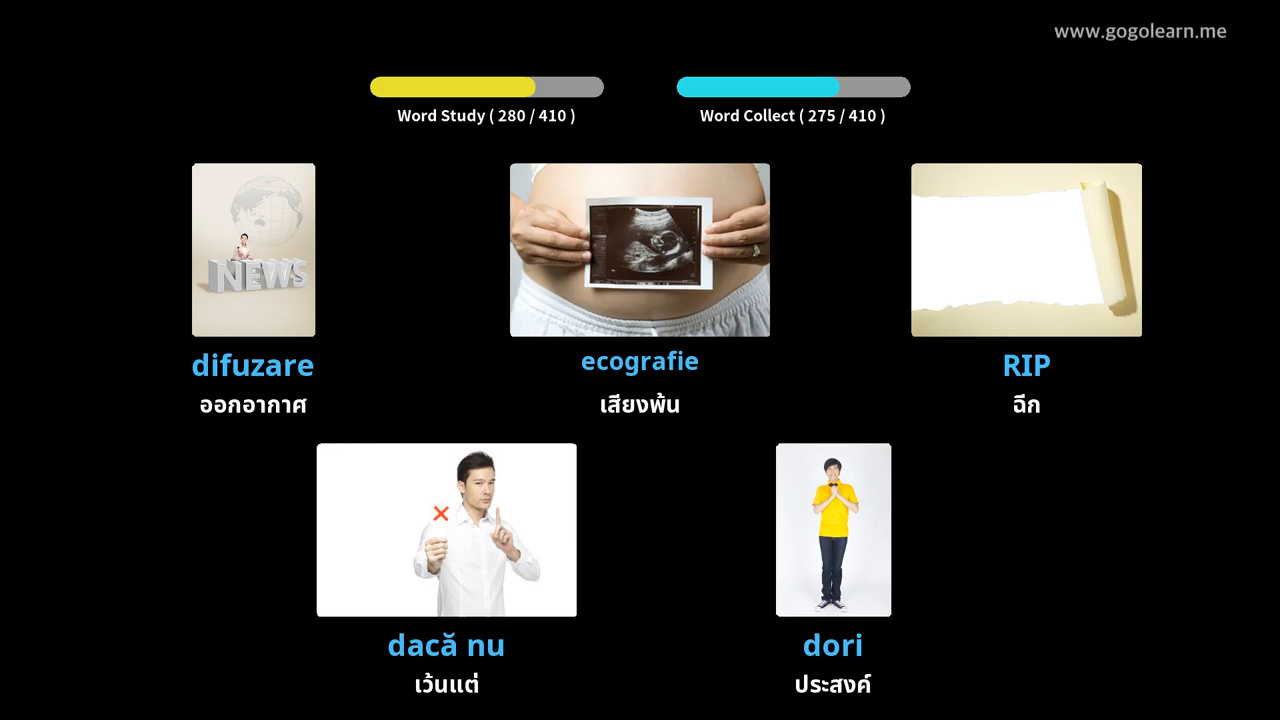 www.gogolearn.me
Word Study ( 280 / 410 )
Word Collect ( 275 / 410 )
NEWS
difuzare
ออกอากาศ
ecografie
เสียงพ้น
RIP
ฉีก
dacă nu
เว้นแต่
dori
ประสงค์